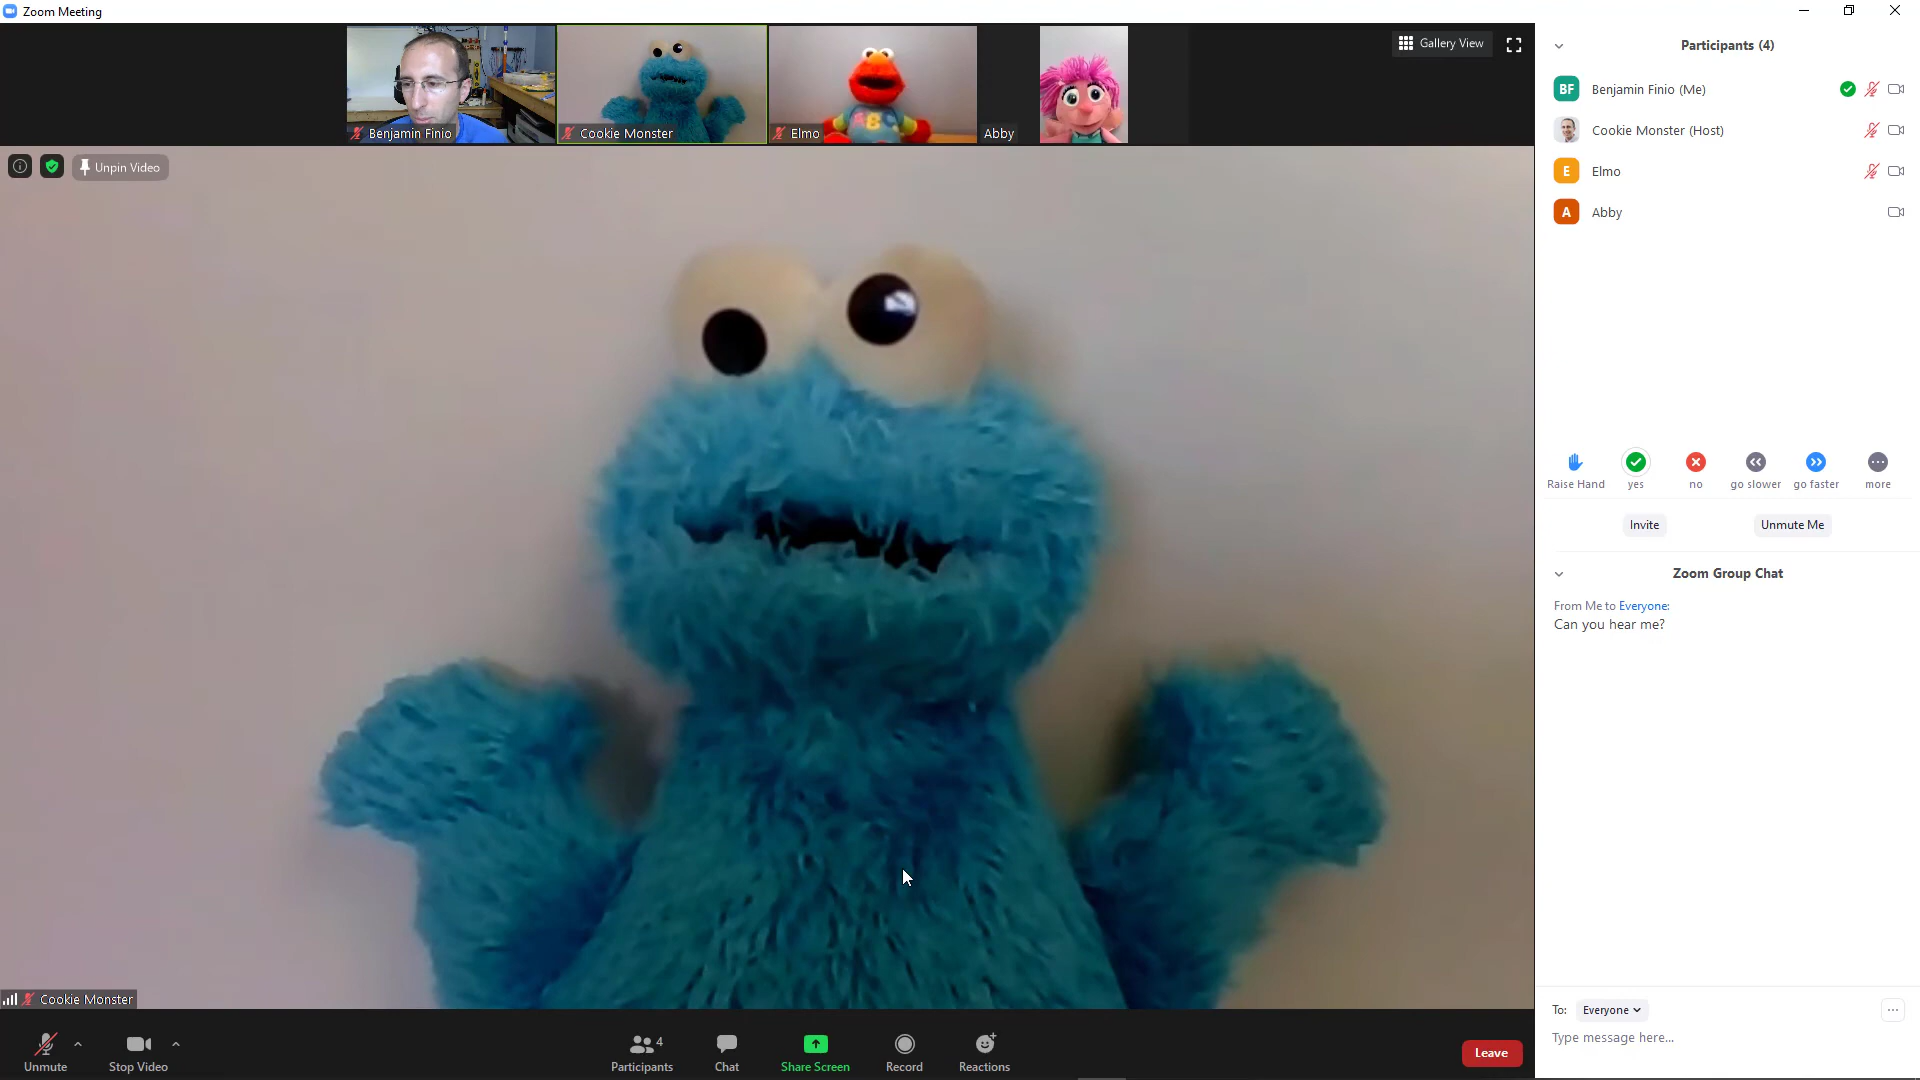 Zoom Meeting
Benjamin Finio
Cookie Monster
Elmo
Abby
Gallery View
Unpin Video
Cookie Monster
Unmute
Stop Video
4
Participants
Chat
Share Screen
Record
Reactions
Leave
Participants (4)
BF Benjamin Finio (Me)
Cookie Monster (Host)
E Elmo
A Abby
Raise Hand yes no go slower go faster more
Invite Unmute Me
Zoom Group Chat
From Me to Everyone:
Can you hear me?
To: Everyone
Type message here...